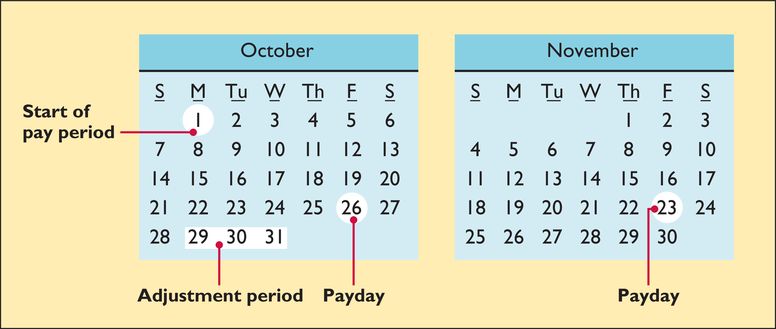 October
S M Tu W Th F S
1 2 3 4 5 6
7 8 9 10 11 12 13
14 15 16 17 18 19 20
21 22 23 24 25 26 27
28 29 30 31
Start of
pay period
Adjustment period
Payday
November
S M Tu W Th F S
1 2 3
4 5 6 7 8 9 10
11 12 13 14 15 16 17
18 19 20 21 22 23 24
25 26 27 28 29 30
Payday